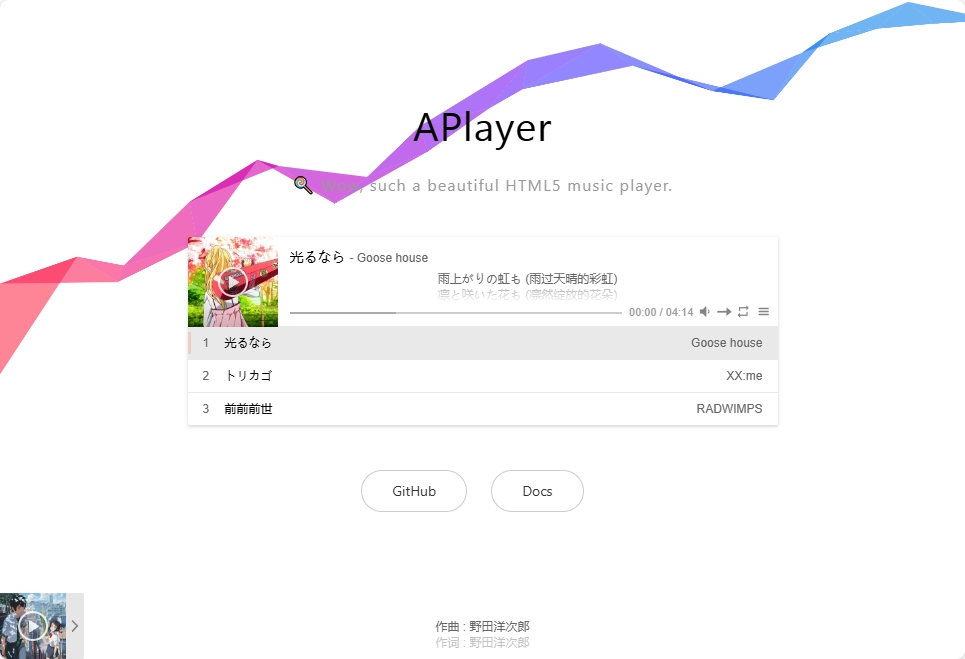 APlayer
🍭 Wow, such a beautiful HTML5 music player.
光るなら - Goose house
雨上がりの虹も (雨过天晴的彩虹)
凛と咲いた花も (凛然绽放的花朵)
00:00 / 04:14
1 光るなら Goose house
2 トリカゴ XX:me
3 前前前世 RADWIMPS
GitHub Docs
作曲 : 野田洋次郎
作词 : 野田洋次郎